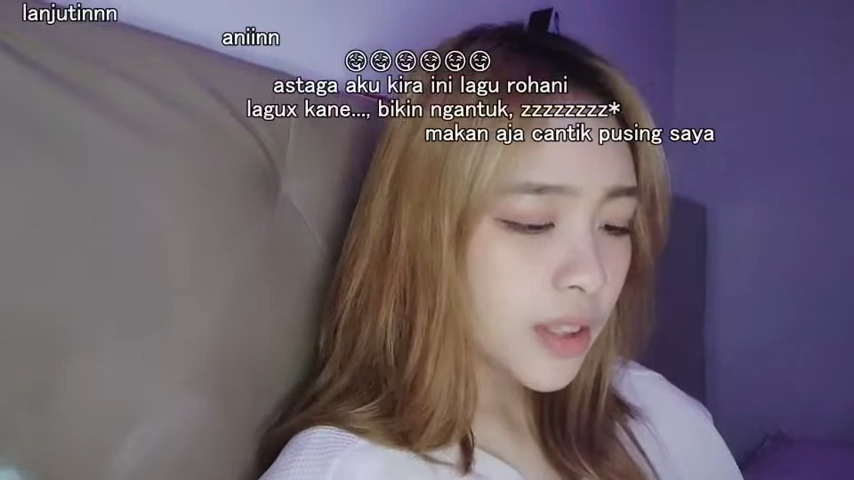 lanjutinnn
aniinn
🤤🤤🤤🤤🤤🤤
astaga aku kira ini lagu rohani
lagux kane..., bikin ngantuk, zzzzzzzz*
makan aja cantik pusing saya